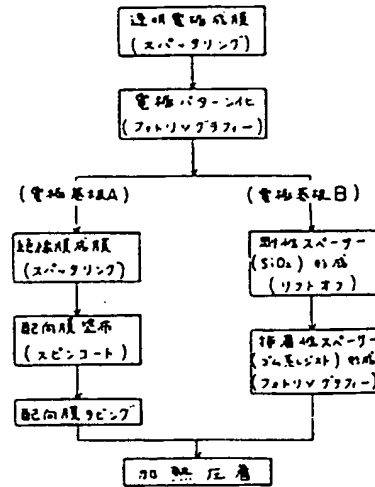 透明電極成膜
(スパッタリング)
電極パターン化
(フォトリソグラフィー)
(電極基板A)
(電極基板B)
絶縁膜成膜
(スパッタリング)
配向膜塗布
(スピンコート)
配向膜ラビング
剛性スペーサー
(SiO₂)形成
(リフトオフ)
接着性スペーサー
(ゴム系レジスト)形成
(フォトリソグラフィー)
加熱圧着